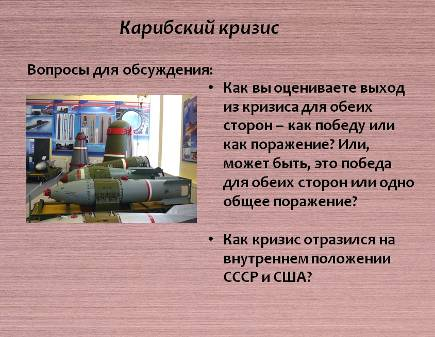 Карибский кризис
Вопросы для обсуждения:
• Как вы оцениваете выход
из кризиса для обеих
сторон – как победу или
как поражение? Или,
может быть, это победа
для обеих сторон или одно
общее поражение?
• Как кризис отразился на
внутреннем положении
СССР и США?